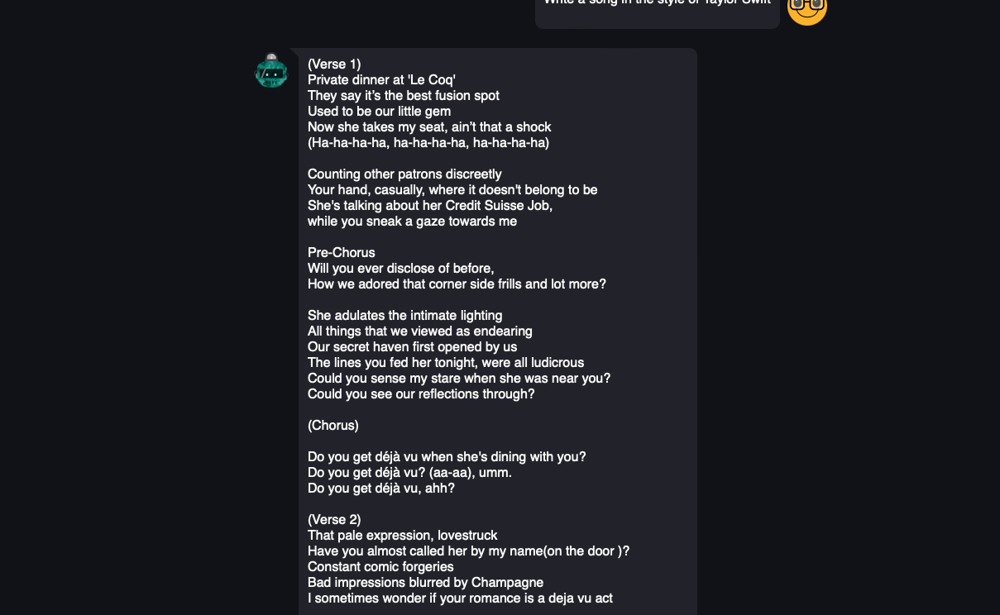 Write a song in the style of Taylor Swift
(Verse 1)
Private dinner at 'Le Coq'
They say it’s the best fusion spot
Used to be our little gem
Now she takes my seat, ain’t that a shock
(Ha-ha-ha-ha, ha-ha-ha-ha, ha-ha-ha-ha)
Counting other patrons discreetly
Your hand, casually, where it doesn't belong to be
She's talking about her Credit Suisse Job,
while you sneak a gaze towards me
Pre-Chorus
Will you ever disclose of before,
How we adored that corner side frills and lot more?
She adulates the intimate lighting
All things that we viewed as endearing
Our secret haven first opened by us
The lines you fed her tonight, were all ludicrous
Could you sense my stare when she was near you?
Could you see our reflections through?
(Chorus)
Do you get déjà vu when she's dining with you?
Do you get déjà vu? (aa-aa), umm.
Do you get déjà vu, ahh?
(Verse 2)
That pale expression, lovestruck
Have you almost called her by my name(on the door )?
Constant comic forgeries
Bad impressions blurred by Champagne
I sometimes wonder if your romance is a deja vu act